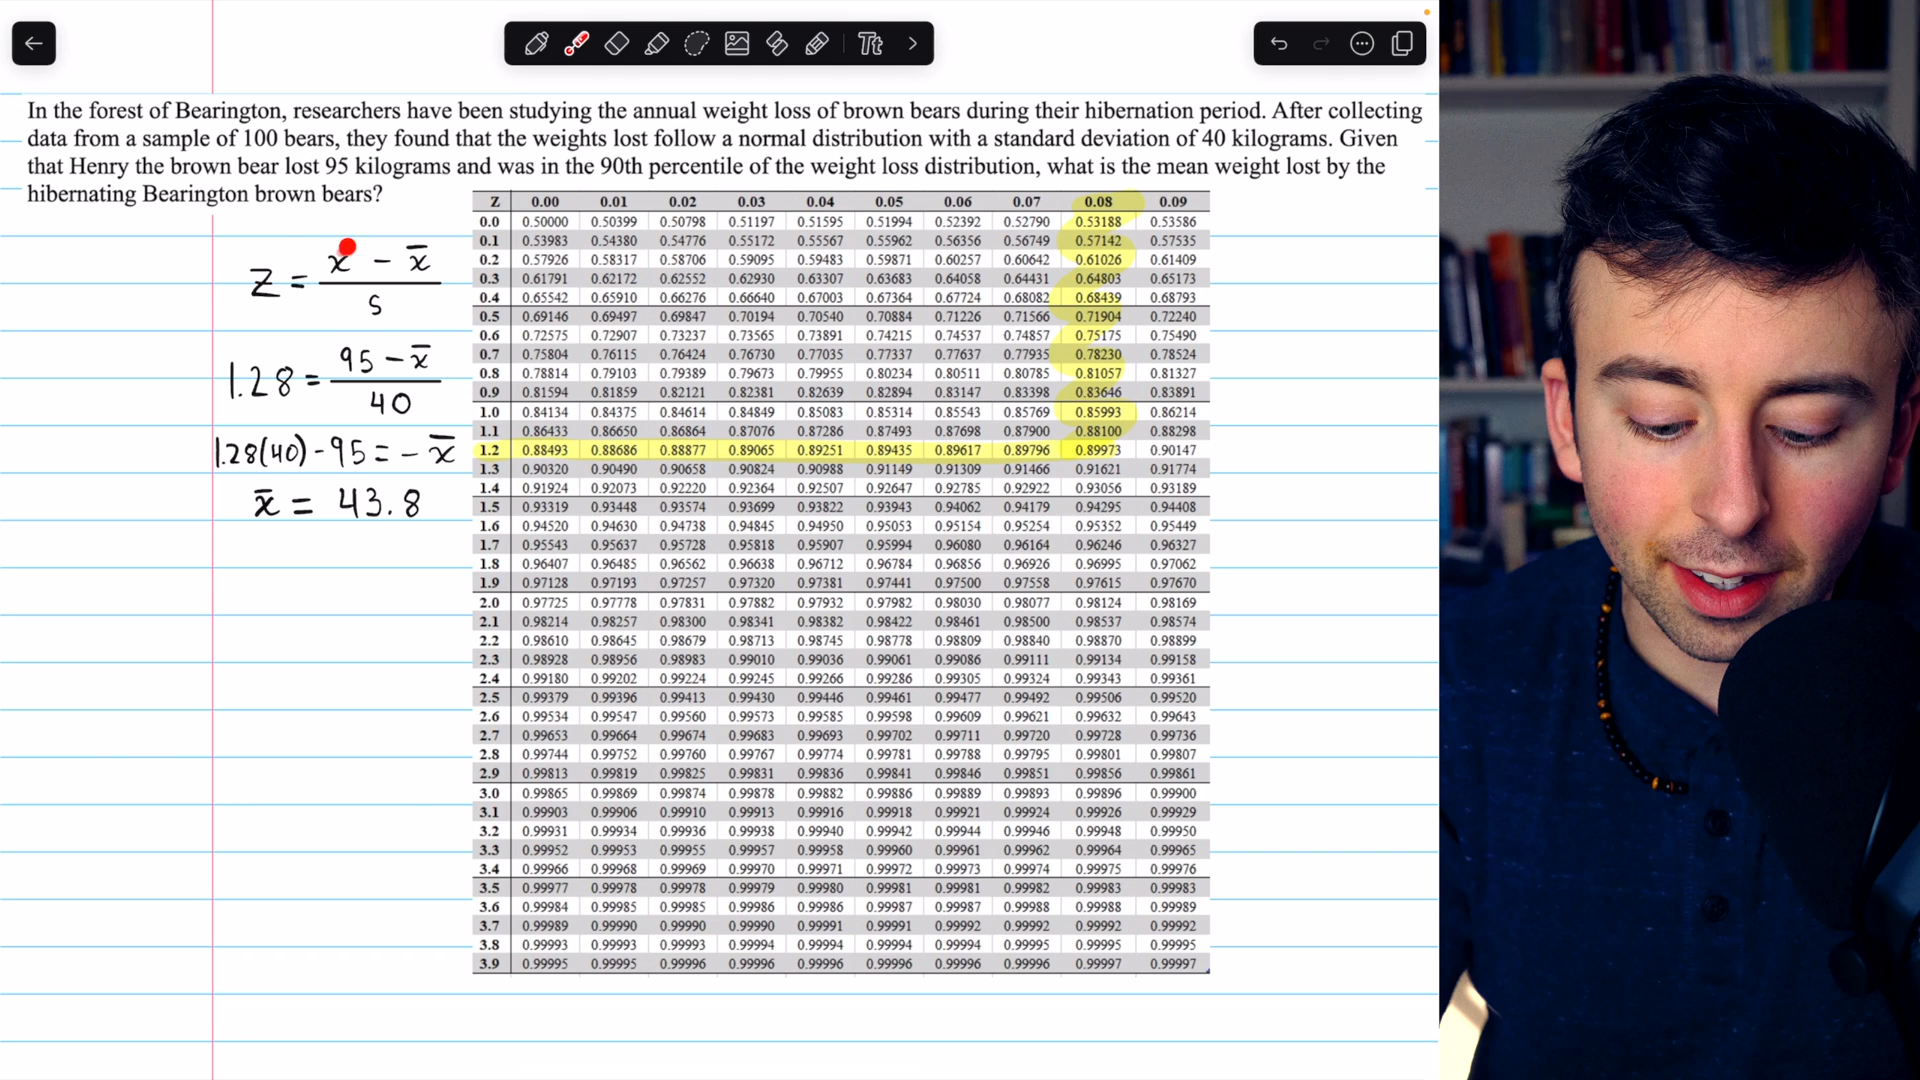 Tt
In the forest of Bearington, researchers have been studying the annual weight loss of brown bears during their hibernation period. After collecting
data from a sample of 100 bears, they found that the weights lost follow a normal distribution with a standard deviation of 40 kilograms. Given
that Henry the brown bear lost 95 kilograms and was in the 90th percentile of the weight loss distribution, what is the mean weight lost by the
hibernating Bearington brown bears?
z = (x - x̄) / s
1.28 = (95 - x̄) / 40
1.28(40) - 95 = - x̄
x̄ = 43.8
Z 0.00 0.01 0.02 0.03 0.04 0.05 0.06 0.07 0.08 0.09
0.0 0.50000 0.50399 0.50798 0.51197 0.51595 0.51994 0.52392 0.52790 0.53188 0.53586
0.1 0.53983 0.54380 0.54776 0.55172 0.55567 0.55962 0.56356 0.56749 0.57142 0.57535
0.2 0.57926 0.58317 0.58706 0.59095 0.59483 0.59871 0.60257 0.60642 0.61026 0.61409
0.3 0.61791 0.62172 0.62552 0.62930 0.63307 0.63683 0.64058 0.64431 0.64803 0.65173
0.4 0.65542 0.65910 0.66276 0.66640 0.67003 0.67364 0.67724 0.68082 0.68439 0.68793
0.5 0.69146 0.69497 0.69847 0.70194 0.70540 0.70884 0.71226 0.71566 0.71904 0.72240
0.6 0.72575 0.72907 0.73237 0.73565 0.73891 0.74215 0.74537 0.74857 0.75175 0.75490
0.7 0.75804 0.76115 0.76424 0.76730 0.77035 0.77337 0.77637 0.77935 0.78230 0.78524
0.8 0.78814 0.79103 0.79389 0.79673 0.79955 0.80234 0.80511 0.80785 0.81057 0.81327
0.9 0.81594 0.81859 0.82121 0.82381 0.82639 0.82894 0.83147 0.83398 0.83646 0.83891
1.0 0.84134 0.84375 0.84614 0.84849 0.85083 0.85314 0.85543 0.85769 0.85993 0.86214
1.1 0.86433 0.86650 0.86864 0.87076 0.87286 0.87493 0.87698 0.87900 0.88100 0.88298
1.2 0.88493 0.88686 0.88877 0.89065 0.89251 0.89435 0.89617 0.89796 0.89973 0.90147
1.3 0.90320 0.90490 0.90658 0.90824 0.90988 0.91149 0.91309 0.91466 0.91621 0.91774
1.4 0.91924 0.92073 0.92220 0.92364 0.92507 0.92647 0.92785 0.92922 0.93056 0.93189
1.5 0.93319 0.93448 0.93574 0.93699 0.93822 0.93943 0.94062 0.94179 0.94295 0.94408
1.6 0.94520 0.94630 0.94738 0.94845 0.94950 0.95053 0.95154 0.95254 0.95352 0.95449
1.7 0.95543 0.95637 0.95728 0.95818 0.95907 0.95994 0.96080 0.96164 0.96246 0.96327
1.8 0.96407 0.96485 0.96562 0.96638 0.96712 0.96784 0.96856 0.96926 0.96995 0.97062
1.9 0.97128 0.97193 0.97257 0.97320 0.97381 0.97441 0.97500 0.97558 0.97615 0.97670
2.0 0.97725 0.97778 0.97831 0.97882 0.97932 0.97982 0.98030 0.98077 0.98124 0.98169
2.1 0.98214 0.98257 0.98300 0.98341 0.98382 0.98422 0.98461 0.98500 0.98537 0.98574
2.2 0.98610 0.98645 0.98679 0.98713 0.98745 0.98778 0.98809 0.98840 0.98870 0.98899
2.3 0.98928 0.98956 0.98983 0.99010 0.99036 0.99061 0.99086 0.99111 0.99134 0.99158
2.4 0.99180 0.99202 0.99224 0.99245 0.99266 0.99286 0.99305 0.99324 0.99343 0.99361
2.5 0.99379 0.99396 0.99413 0.99430 0.99446 0.99461 0.99477 0.99492 0.99506 0.99520
2.6 0.99534 0.99547 0.99560 0.99573 0.99585 0.99598 0.99609 0.99621 0.99632 0.99643
2.7 0.99653 0.99664 0.99674 0.99683 0.99693 0.99702 0.99711 0.99720 0.99728 0.99736
2.8 0.99744 0.99752 0.99760 0.99767 0.99774 0.99781 0.99788 0.99795 0.99801 0.99807
2.9 0.99813 0.99819 0.99825 0.99831 0.99836 0.99841 0.99846 0.99851 0.99856 0.99861
3.0 0.99865 0.99869 0.99874 0.99878 0.99882 0.99886 0.99889 0.99893 0.99896 0.99900
3.1 0.99903 0.99906 0.99910 0.99913 0.99916 0.99918 0.99921 0.99924 0.99926 0.99929
3.2 0.99931 0.99934 0.99936 0.99938 0.99940 0.99942 0.99944 0.99946 0.99948 0.99950
3.3 0.99952 0.99953 0.99955 0.99957 0.99958 0.99960 0.99961 0.99962 0.99964 0.99965
3.4 0.99966 0.99968 0.99969 0.99970 0.99971 0.99972 0.99973 0.99974 0.99975 0.99976
3.5 0.99977 0.99978 0.99978 0.99979 0.99980 0.99981 0.99981 0.99982 0.99983 0.99983
3.6 0.99984 0.99985 0.99985 0.99986 0.99986 0.99987 0.99987 0.99988 0.99988 0.99989
3.7 0.99989 0.99990 0.99990 0.99990 0.99991 0.99991 0.99992 0.99992 0.99992 0.99992
3.8 0.99993 0.99993 0.99993 0.99994 0.99994 0.99994 0.99994 0.99995 0.99995 0.99995
3.9 0.99995 0.99995 0.99996 0.99996 0.99996 0.99996 0.99996 0.99996 0.99997 0.99997